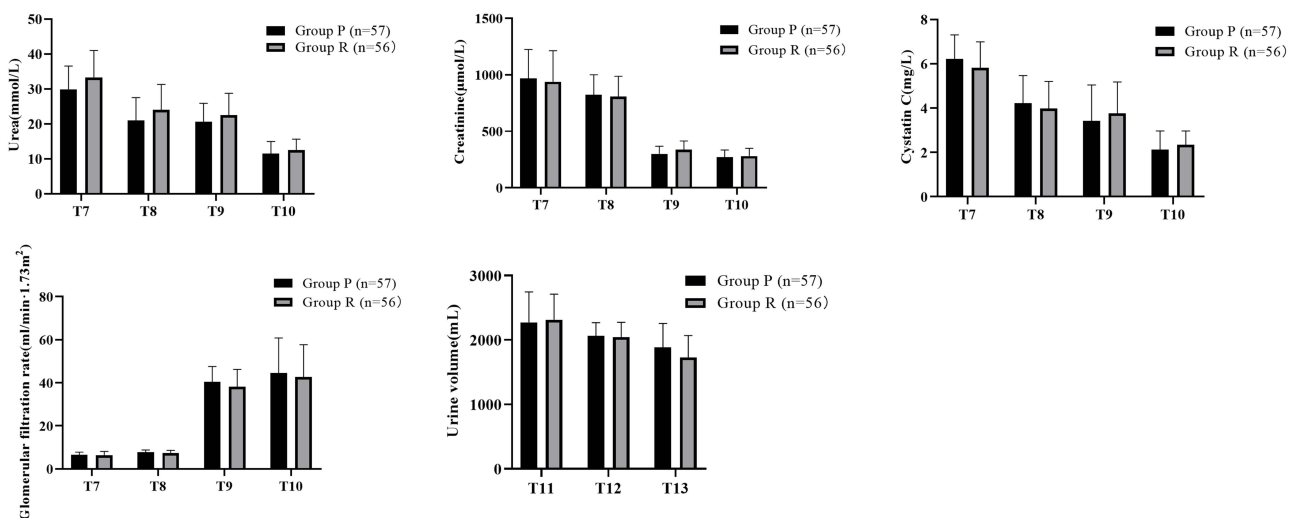 Urea(mmol/L)
50
40
30
20
10
0
T7
T8
T9
T10
Group P (n=57)
Group R (n=56）
Creatinine(μmol/L)
1500
1000
500
0
T7
T8
T9
T10
Group P (n=57)
Group R (n=56）
Cystatin C(mg/L)
8
6
4
2
0
T7
T8
T9
T10
Group P (n=57)
Group R (n=56）
Glomerular filtration rate(ml/min·1.73m²)
80
60
40
20
0
T7
T8
T9
T10
Group P (n=57)
Group R (n=56）
Urine volume(mL)
3000
2000
1000
0
T11
T12
T13
Group P (n=57)
Group R (n=56）